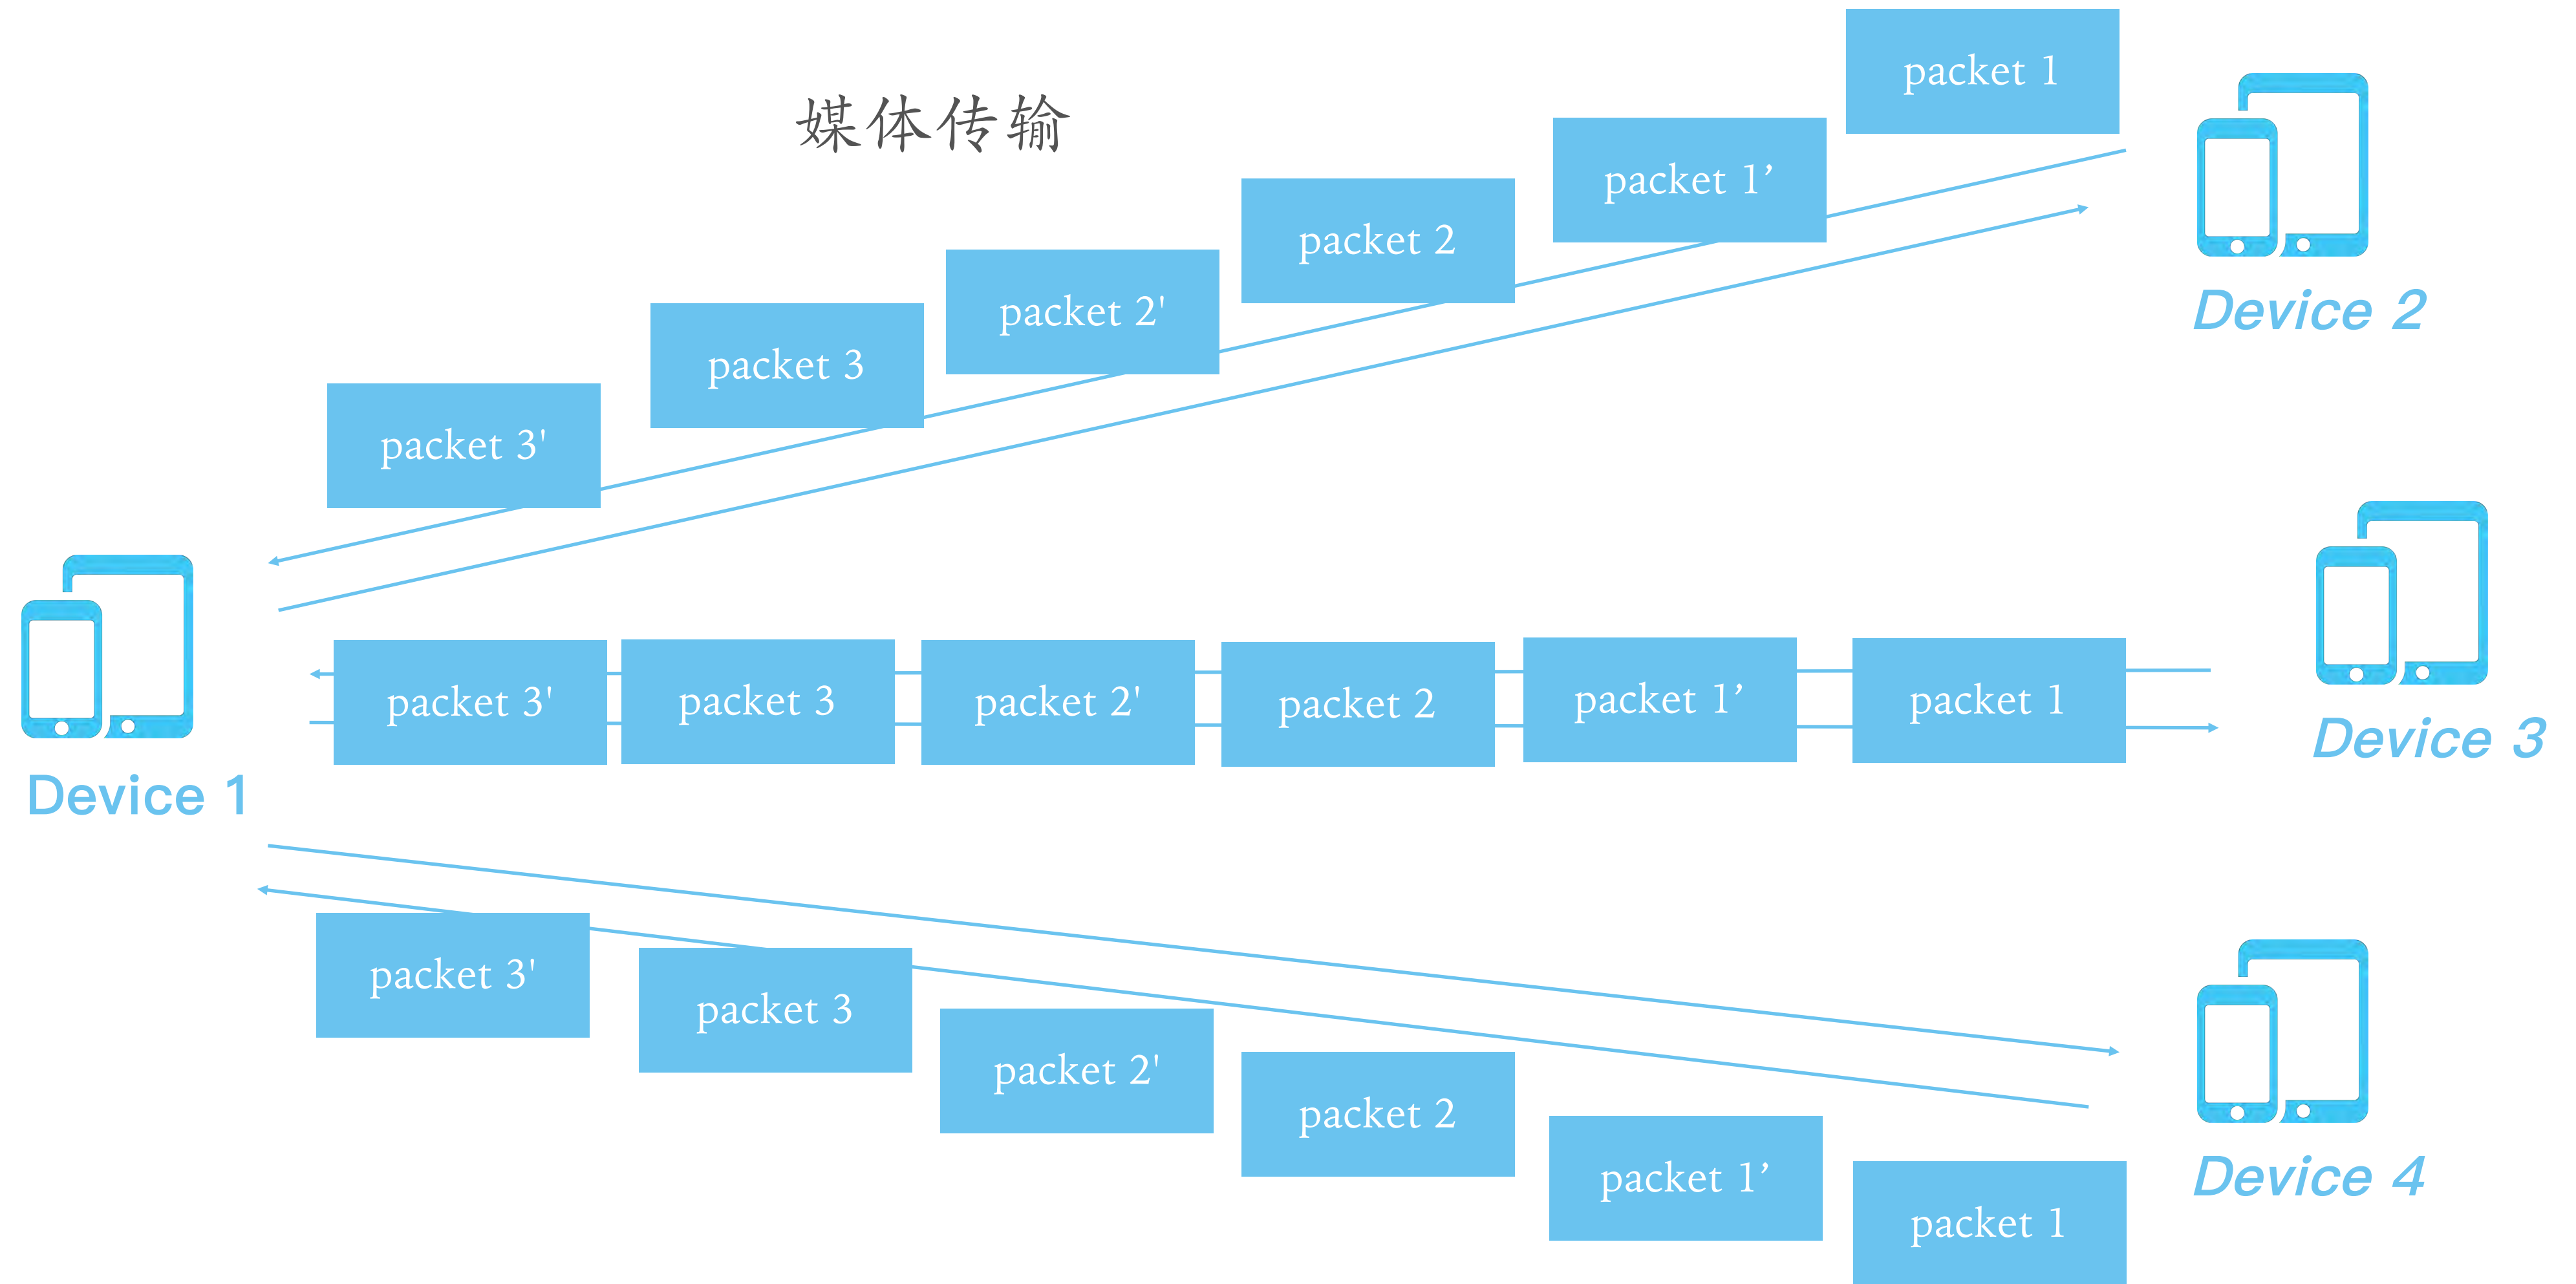 媒体传输
packet 1
packet 1’
packet 2
packet 2'
packet 3
packet 3'
Device 2
packet 3'
packet 3
packet 2'
packet 2
packet 1’
packet 1
Device 3
Device 1
packet 3'
packet 3
packet 2'
packet 2
packet 1’
packet 1
Device 4